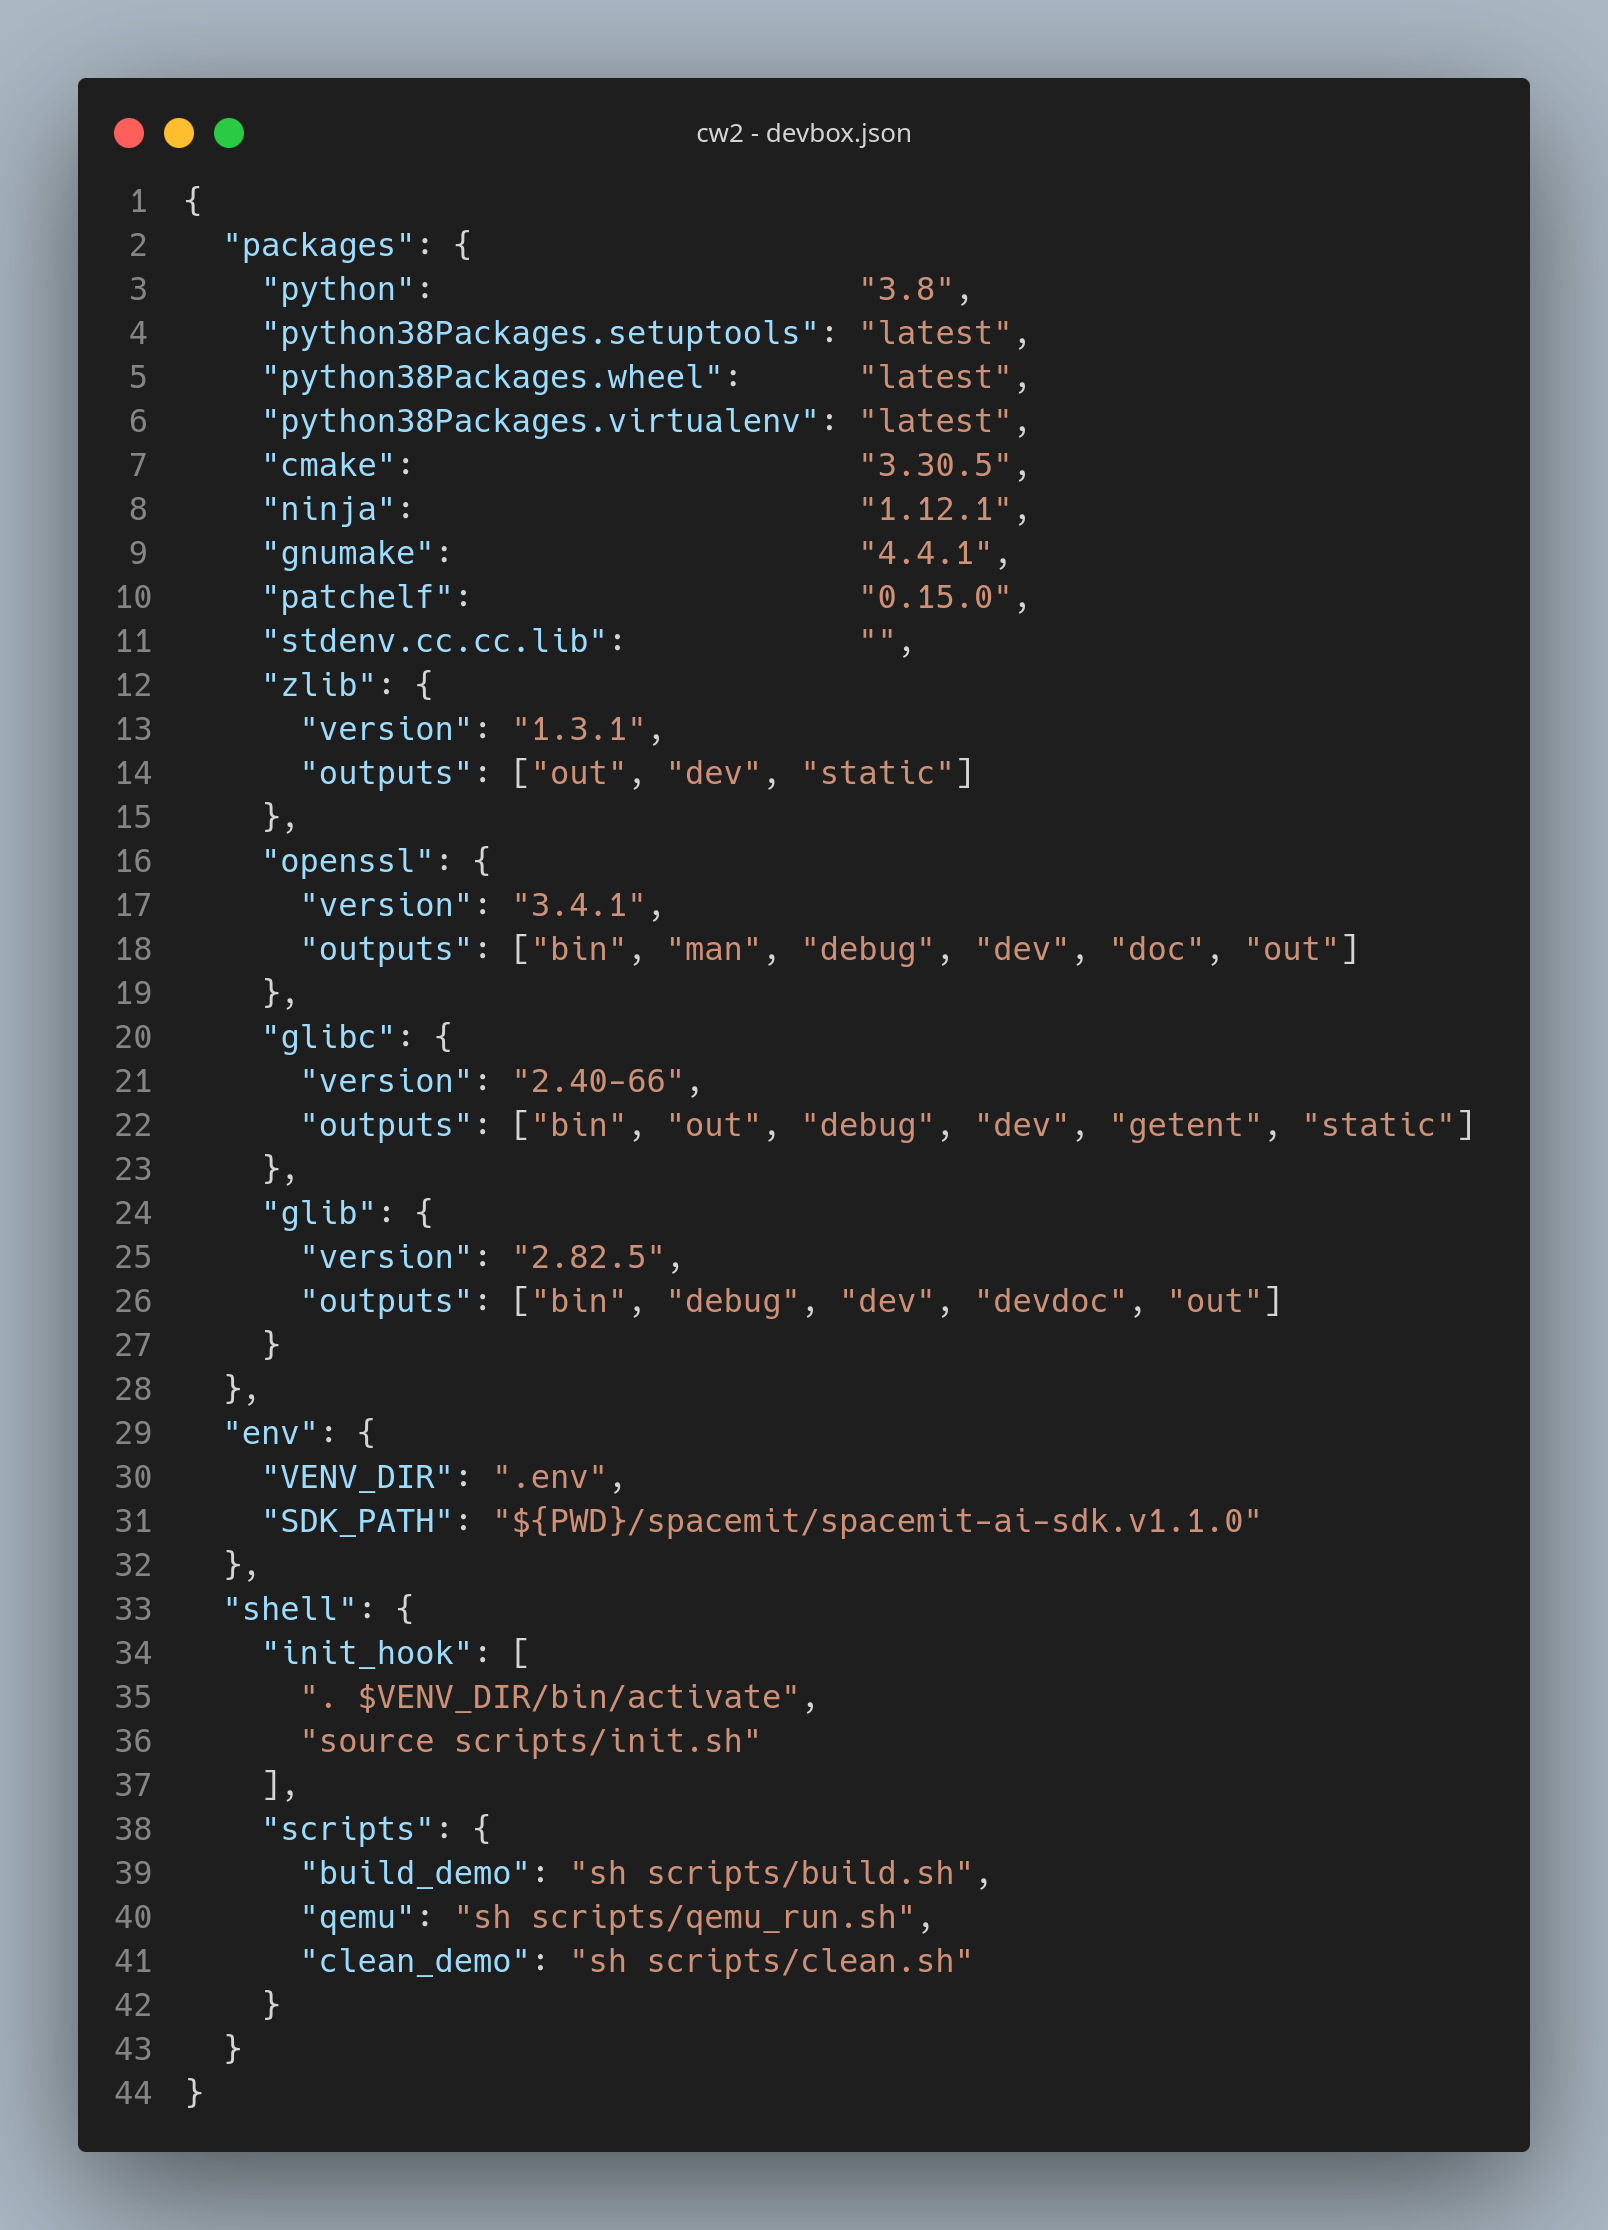 cw2 - devbox.json
1 {
2   "packages": {
3     "python":                      "3.8",
4     "python38Packages.setuptools": "latest",
5     "python38Packages.wheel":      "latest",
6     "python38Packages.virtualenv": "latest",
7     "cmake":                       "3.30.5",
8     "ninja":                       "1.12.1",
9     "gnumake":                     "4.4.1",
10     "patchelf":                    "0.15.0",
11     "stdenv.cc.cc.lib":            "",
12     "zlib": {
13       "version": "1.3.1",
14       "outputs": ["out", "dev", "static"]
15     },
16     "openssl": {
17       "version": "3.4.1",
18       "outputs": ["bin", "man", "debug", "dev", "doc", "out"]
19     },
20     "glibc": {
21       "version": "2.40-66",
22       "outputs": ["bin", "out", "debug", "dev", "getent", "static"]
23     },
24     "glib": {
25       "version": "2.82.5",
26       "outputs": ["bin", "debug", "dev", "devdoc", "out"]
27     }
28   },
29   "env": {
30     "VENV_DIR": ".env",
31     "SDK_PATH": "${PWD}/spacemit/spacemit-ai-sdk.v1.1.0"
32   },
33   "shell": {
34     "init_hook": [
35       ". $VENV_DIR/bin/activate",
36       "source scripts/init.sh"
37     ],
38     "scripts": {
39       "build_demo": "sh scripts/build.sh",
40       "qemu": "sh scripts/qemu_run.sh",
41       "clean_demo": "sh scripts/clean.sh"
42     }
43   }
44 }